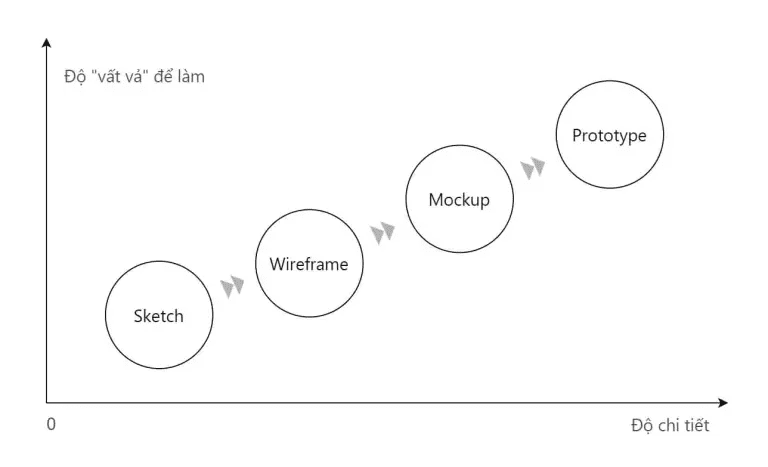 Độ "vất vả" để làm
Prototype
Mockup
Wireframe
Sketch
0
Độ chi tiết